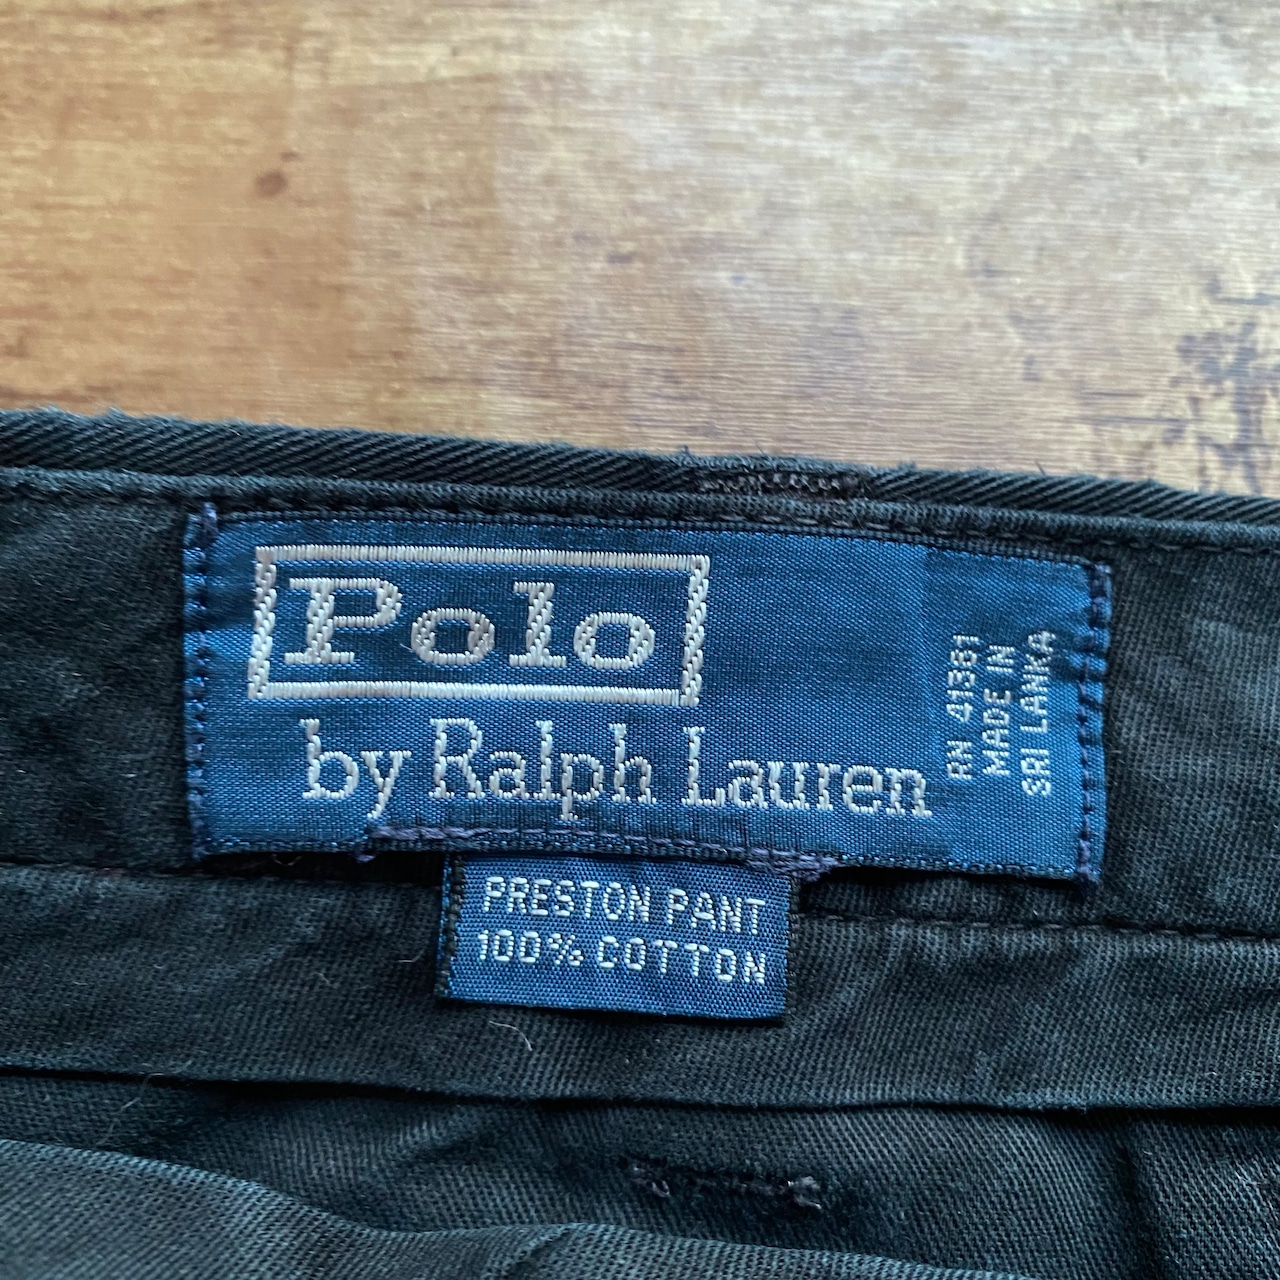 Polo
by Ralph Lauren
RN 41381
MADE IN
SRI LANKA
PRESTON PANT
100% COTTON